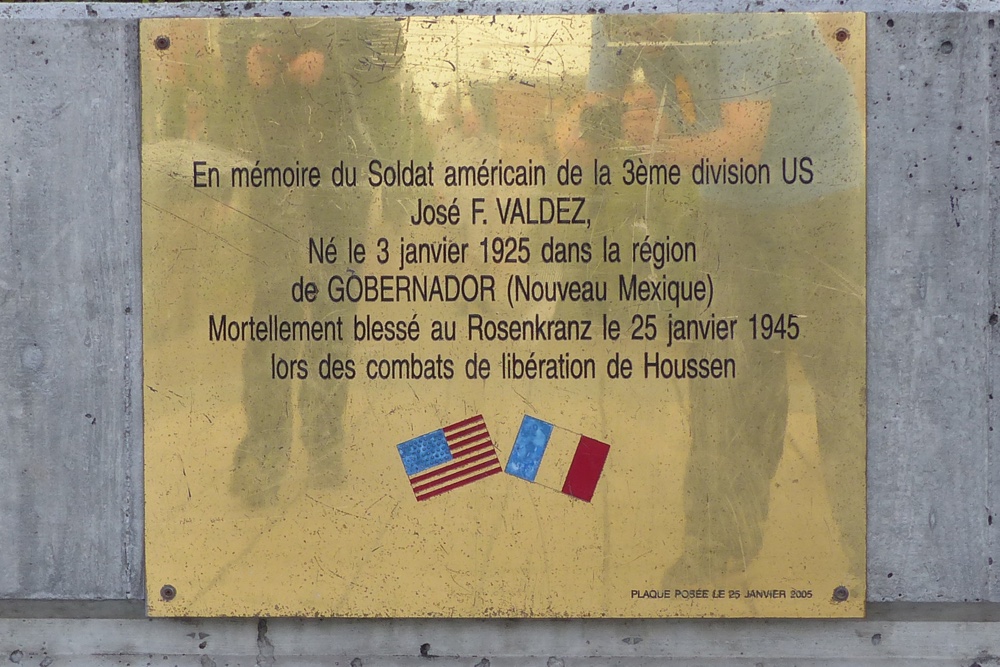 En mémoire du Soldat américain de la 3ème division US
José F. VALDEZ,
Né le 3 janvier 1925 dans la région
de GOBERNADOR (Nouveau Mexique)
Mortellement blessé au Rosenkranz le 25 janvier 1945
lors des combats de libération de Houssen
PLAQUE POSÉE LE 25 JANVIER 2005